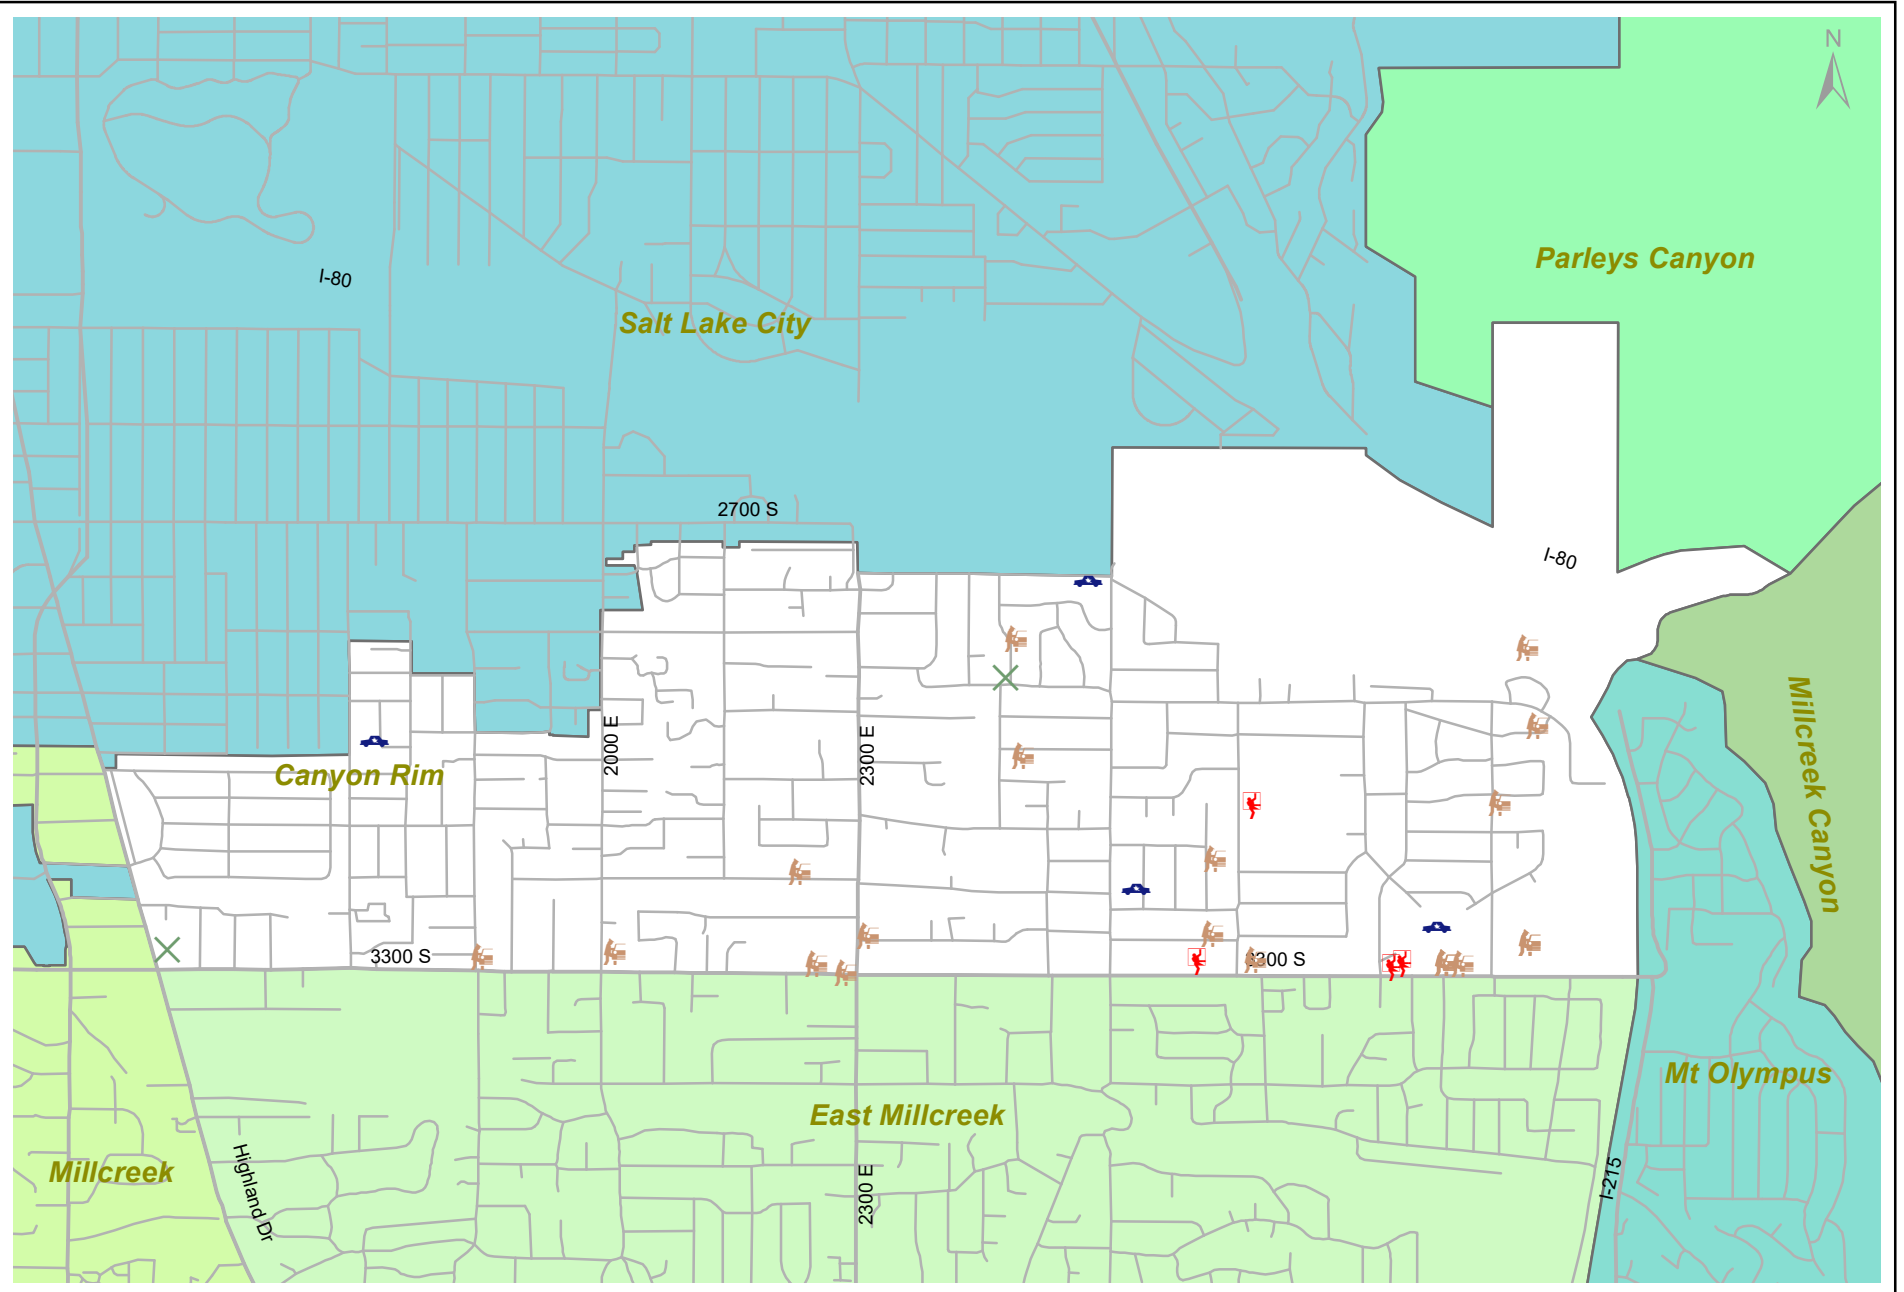 N
Parleys Canyon
I-80
Salt Lake City
2700 S
I-80
2000 E
2300 E
Canyon Rim
Millcreek Canyon
3300 S
3300 S
Mt Olympus
East Millcreek
Millcreek
Highland Dr
2300 E
I-215